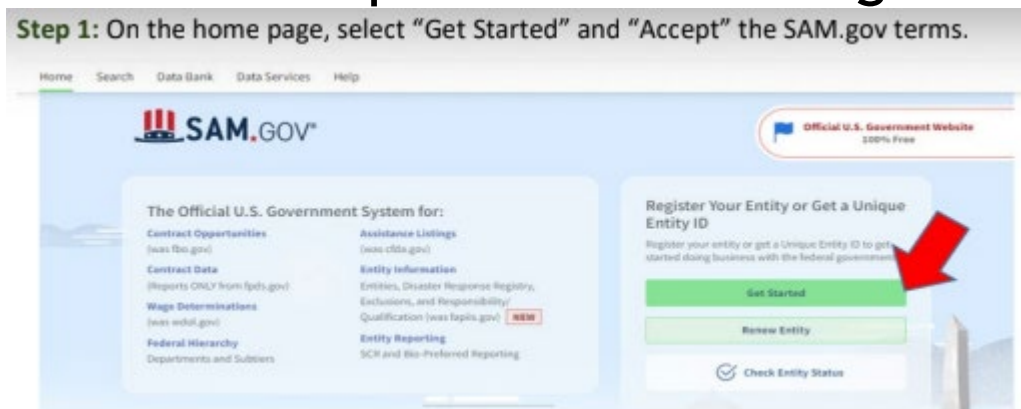 Step 1: On the home page, select “Get Started” and “Accept” the SAM.gov terms.
Home Search Data Bank Data Services Help
SAM.GOV®
Official U.S. Government Website
100% Free
The Official U.S. Government System for:
Contract Opportunities
(was fbo.gov)
Contract Data
(Reports ONLY from fpds.gov)
Wage Determinations
(was wdol.gov)
Federal Hierarchy
Departments and Subtiers
Assistance Listings
(was cfda.gov)
Entity Information
Entities, Disaster Response Registry,
Exclusions, and Responsibility/
Qualification (was fapiis.gov) NEW
Entity Reporting
SCR and Bio-Preferred Reporting
Register Your Entity or Get a Unique
Entity ID
Register your entity or get a Unique Entity ID to get
started doing business with the federal government
Get Started
Renew Entity
Check Entity Status